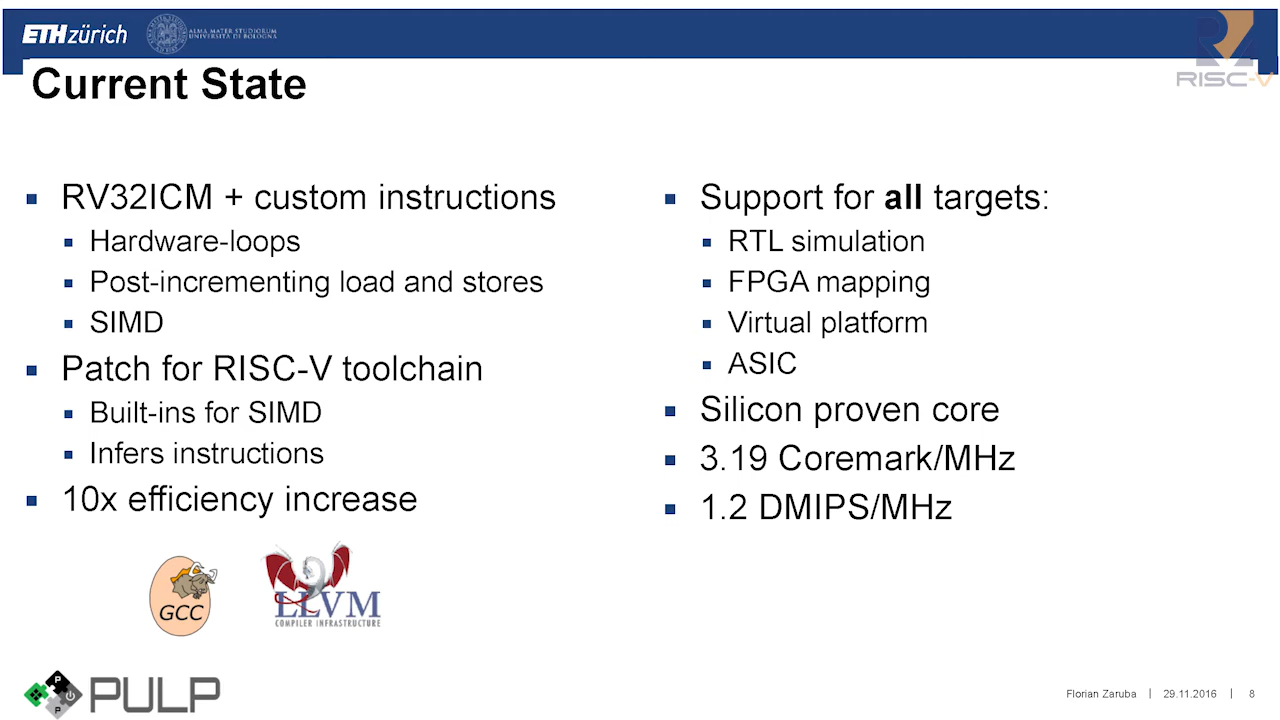 ETHzürich
ALMA MATER STUDIORUM
UNIVERSITÀ DI BOLOGNA
RISC-V
Current State
RV32ICM + custom instructions
Hardware-loops
Post-incrementing load and stores
SIMD
Patch for RISC-V toolchain
Built-ins for SIMD
Infers instructions
10x efficiency increase
GCC
LLVM
COMPILER INFRASTRUCTURE
Support for all targets:
RTL simulation
FPGA mapping
Virtual platform
ASIC
Silicon proven core
3.19 Coremark/MHz
1.2 DMIPS/MHz
PULP
Florian Zaruba | 29.11.2016 | 8